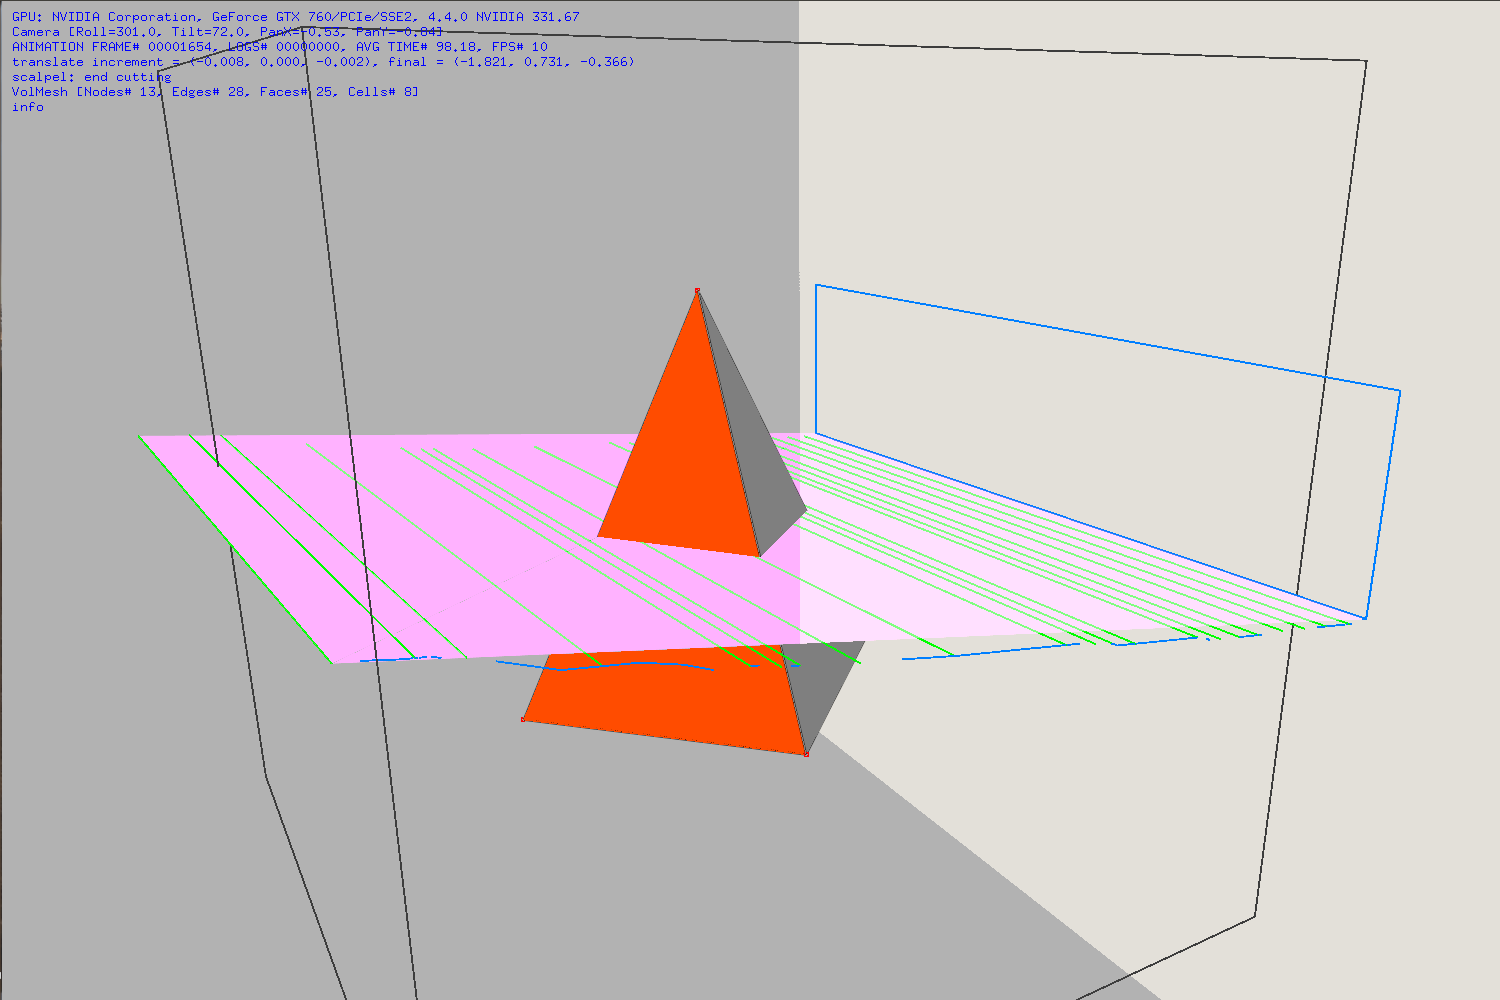 GPU: NVIDIA Corporation, GeForce GTX 760/PCIe/SSE2, 4.4.0 NVIDIA 331.67
Camera [Roll=301.0, Tilt=72.0, PanX=-0.53, PanY=-0.84]
ANIMATION FRAME# 00001654, LOGS# 00000000, AVG TIME# 98.18, FPS# 10
translate increment = (-0.008, 0.000, -0.002), final = (-1.821, 0.731, -0.366)
scalpel: end cutting
VolMesh [Nodes# 13, Edges# 28, Faces# 25, Cells# 8]
info